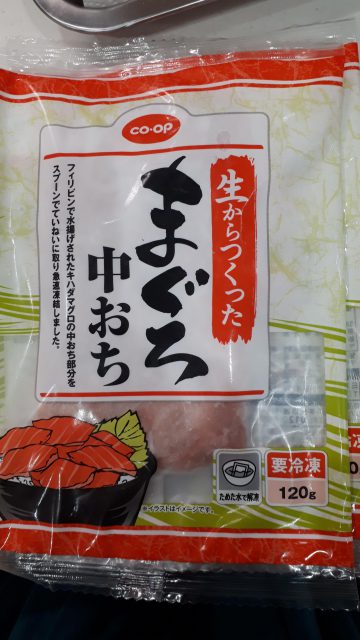 CO・OP
生からつくった
まぐろ
中おち
フィリピンで水揚げされたキハダマグロの中おち部分を
スプーンでていねいに取り急速凍結しました。
ためた水で解凍
要冷凍
120g
※イラストはイメージです。